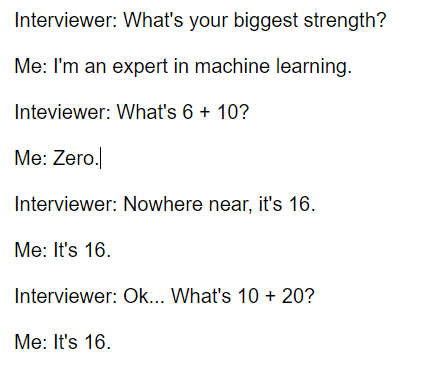 Interviewer: What's your biggest strength?
Me: I'm an expert in machine learning.
Inteviewer: What's 6 + 10?
Me: Zero.
Interviewer: Nowhere near, it's 16.
Me: It's 16.
Interviewer: Ok... What's 10 + 20?
Me: It's 16.